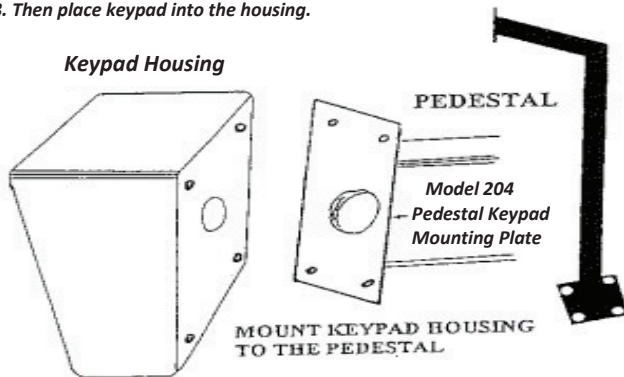 3. Then place keypad into the housing.
Keypad Housing
PEDESTAL
Model 204
Pedestal Keypad
Mounting Plate
MOUNT KEYPAD HOUSING
TO THE PEDESTAL